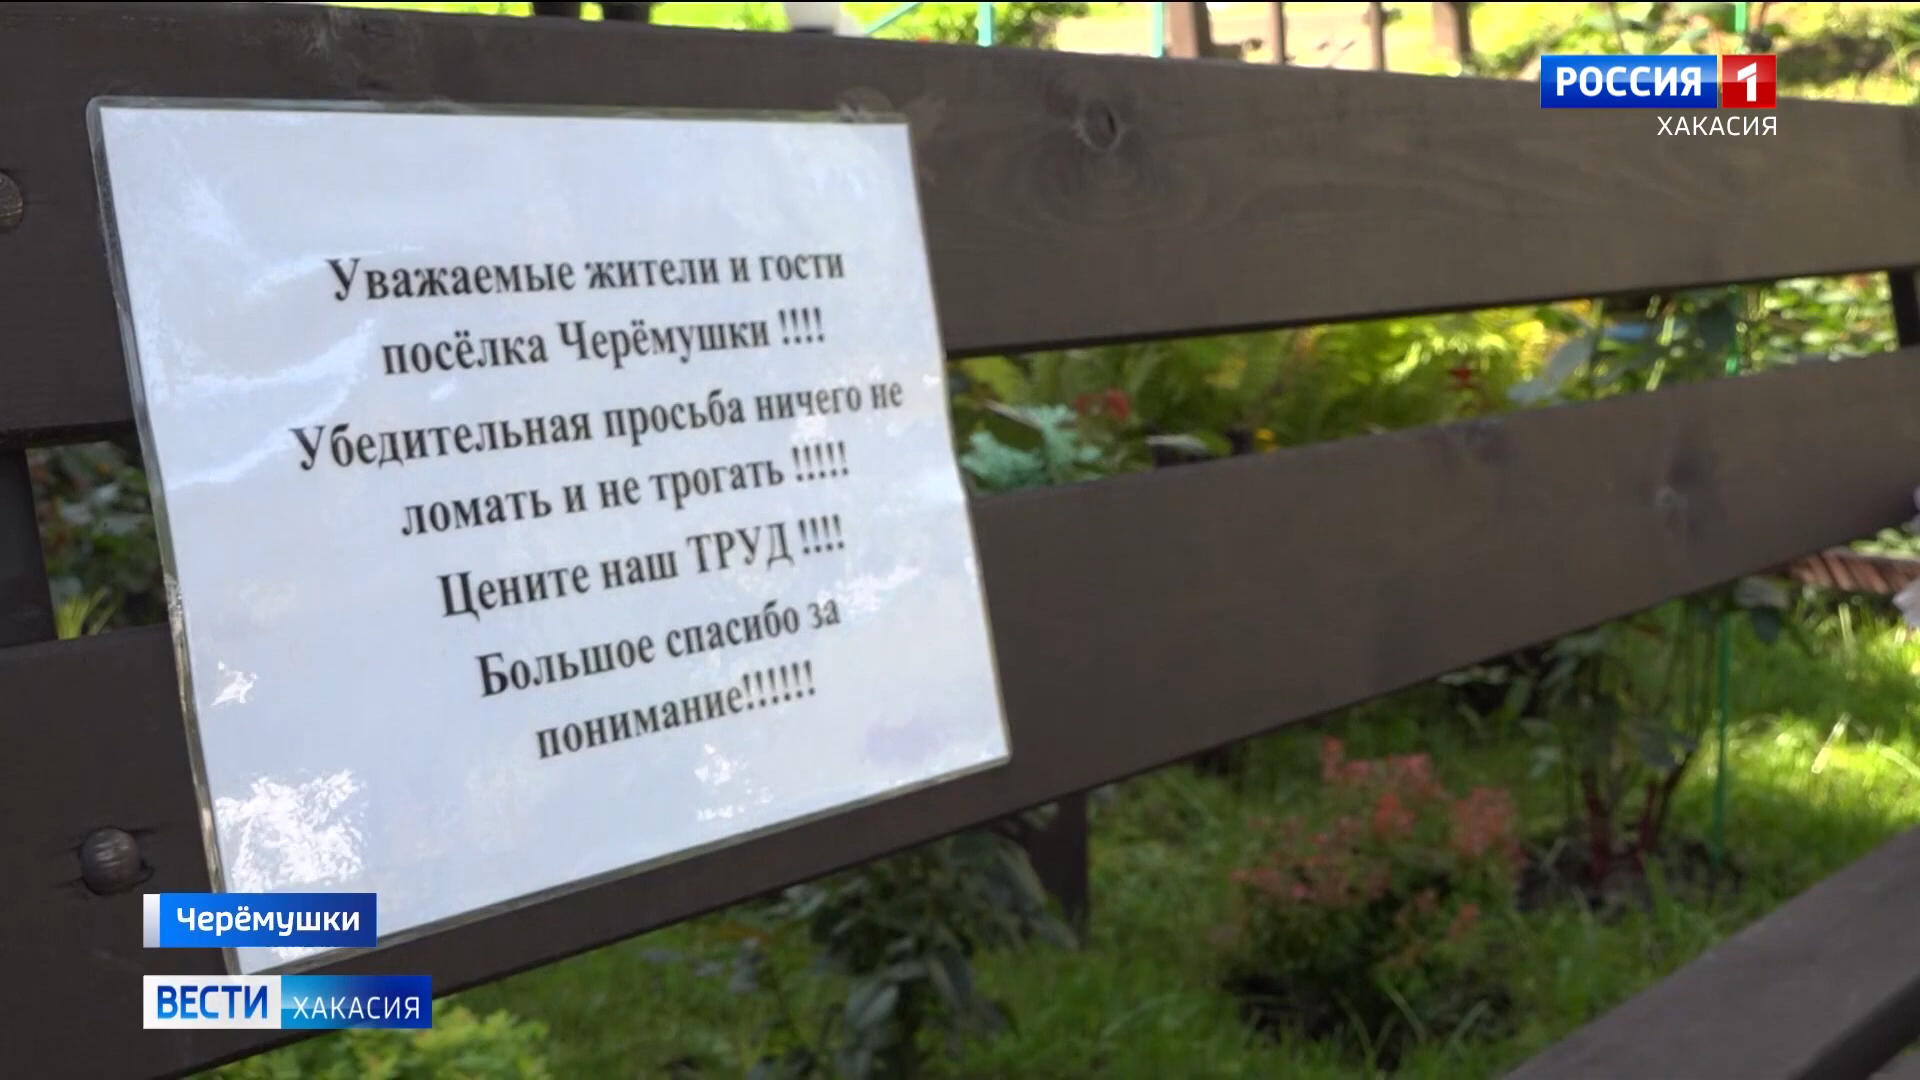 РОССИЯ 1
ХАКАСИЯ
Уважаемые жители и гости
посёлка Черёмушки !!!!
Убедительная просьба ничего не
ломать и не трогать !!!!!
Цените наш ТРУД !!!!
Большое спасибо за
понимание!!!!!!
Черёмушки
ВЕСТИ ХАКАСИЯ